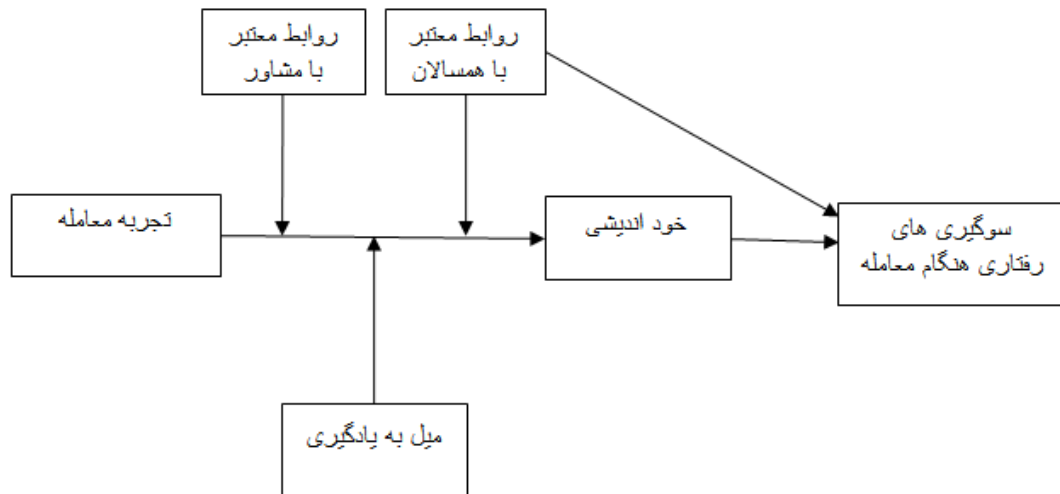 روابط معتبر
با همسالان
روابط معتبر
با مشاور
سوگیری های
رفتاری هنگام معامله
خود اندیشی
تجربه معامله
میل به یادگیری